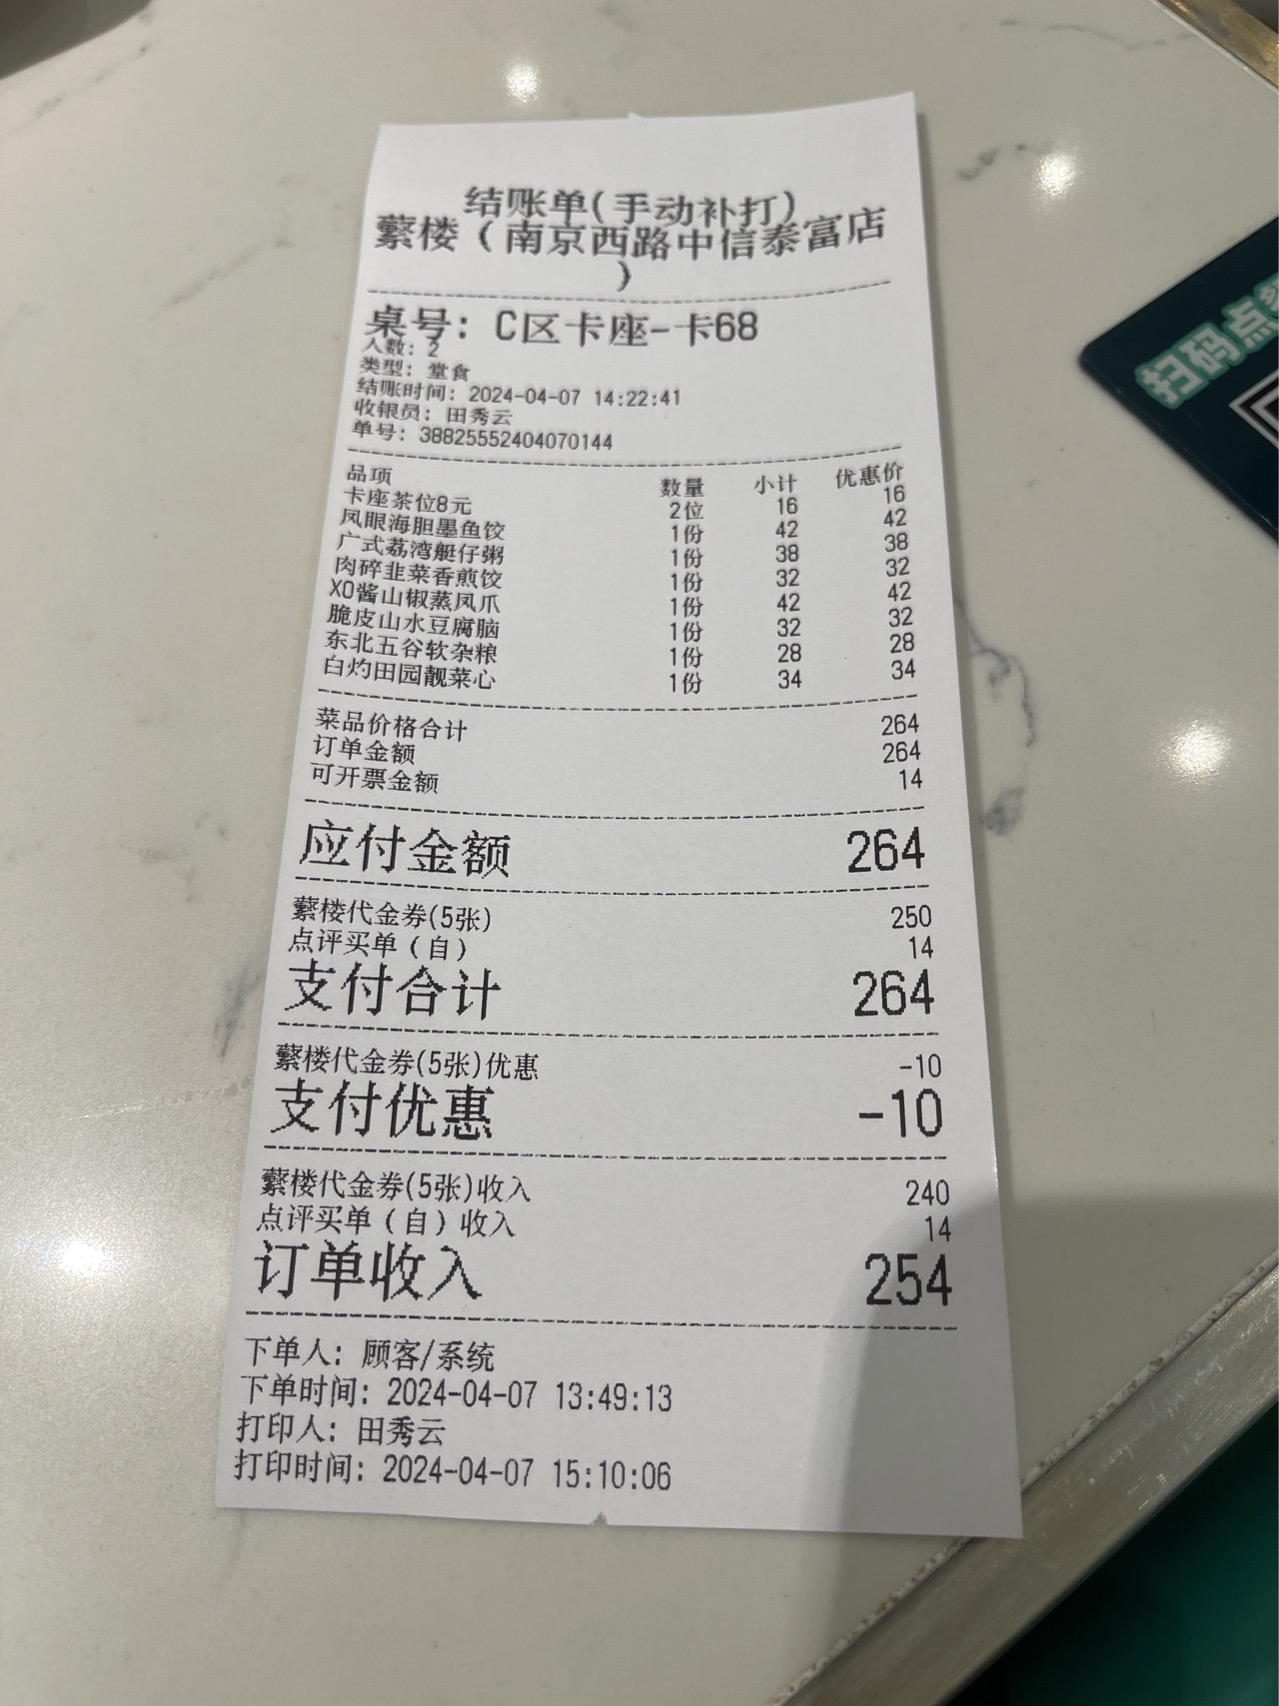 结账单(手动补打)
蘩楼（南京西路中信泰富店
）
桌号: C区卡座-卡68
人数: 2
类型: 堂食
结账时间: 2024-04-07 14:22:41
收银员: 田秀云
单号: 38825552404070144
品项 数量 小计 优惠价
卡座茶位8元 2位 16 16
凤眼海胆墨鱼饺 1份 42 42
广式荔湾艇仔粥 1份 38 38
肉碎韭菜香煎饺 1份 32 32
XO酱山椒蒸凤爪 1份 42 42
脆皮山水豆腐脑 1份 32 32
东北五谷软杂粮 1份 28 28
白灼田园靓菜心 1份 34 34
菜品价格合计 264
订单金额 264
可开票金额 14
应付金额 264
蘩楼代金券(5张) 250
点评买单（自） 14
支付合计 264
蘩楼代金券(5张)优惠 -10
支付优惠 -10
蘩楼代金券(5张)收入 240
点评买单（自）收入 14
订单收入 254
下单人: 顾客/系统
下单时间: 2024-04-07 13:49:13
打印人: 田秀云
打印时间: 2024-04-07 15:10:06
扫码点